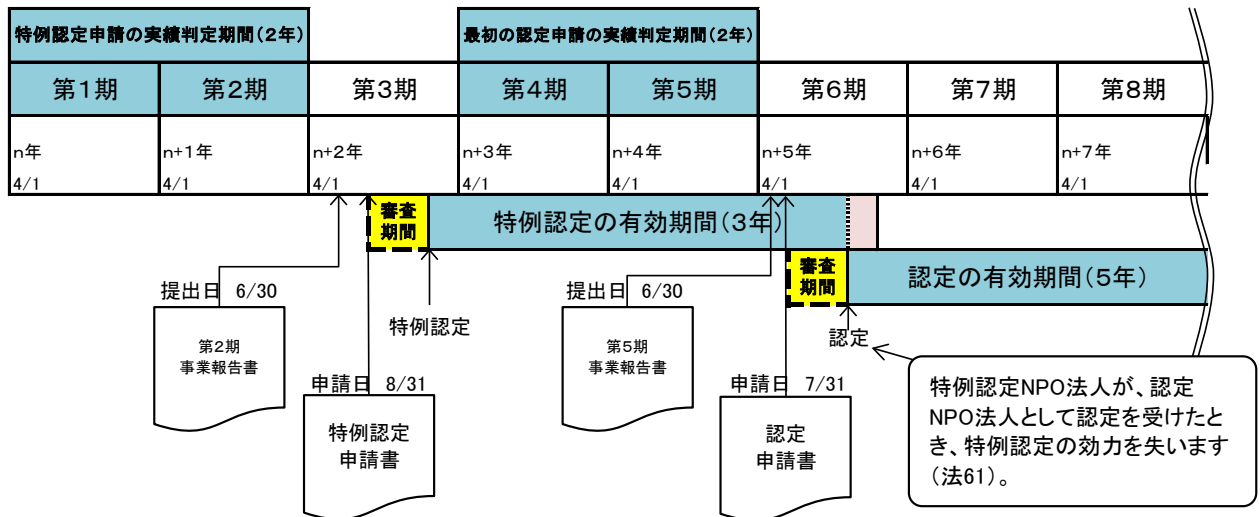 特例認定申請の実績判定期間(2年)
最初の認定申請の実績判定期間(2年)
第1期
第2期
第3期
第4期
第5期
第6期
第7期
第8期
n年
n+1年
n+2年
n+3年
n+4年
n+5年
n+6年
n+7年
4/1
4/1
4/1
4/1
4/1
4/1
4/1
4/1
審査
期間
特例認定の有効期間(3年)
審査
期間
認定の有効期間(5年)
提出日 6/30
第2期
事業報告書
特例認定
申請日 8/31
特例認定
申請書
提出日 6/30
第5期
事業報告書
申請日 7/31
認定
申請書
認定
特例認定NPO法人が、認定
NPO法人として認定を受けたと
き、特例認定の効力を失います
(法61)。